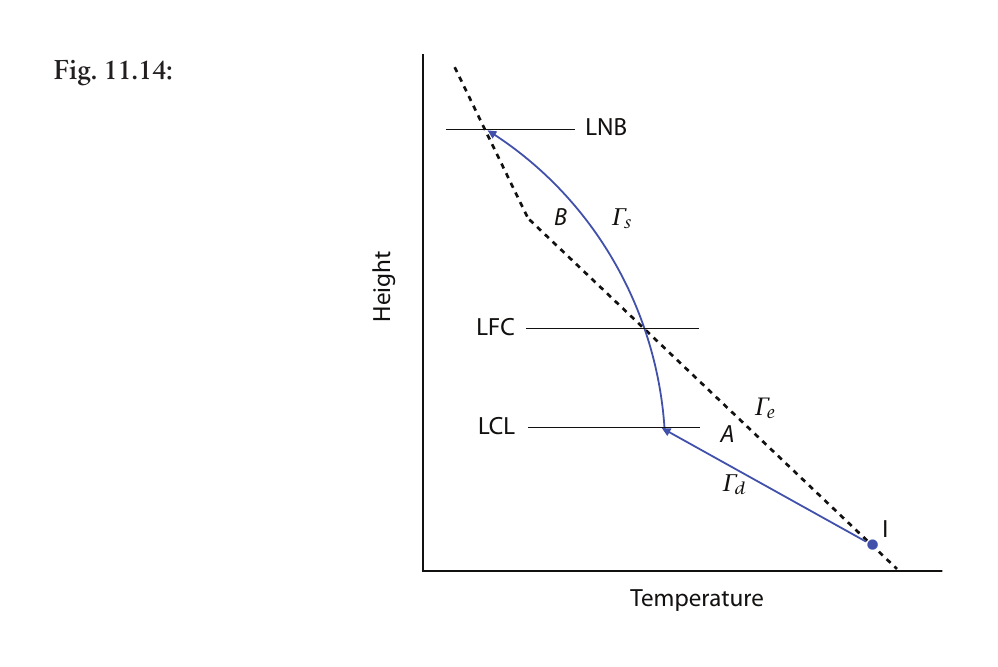 Fig. 11.14:
LNB
B
Γs
Height
LFC
Γe
LCL
A
Γd
I
Temperature